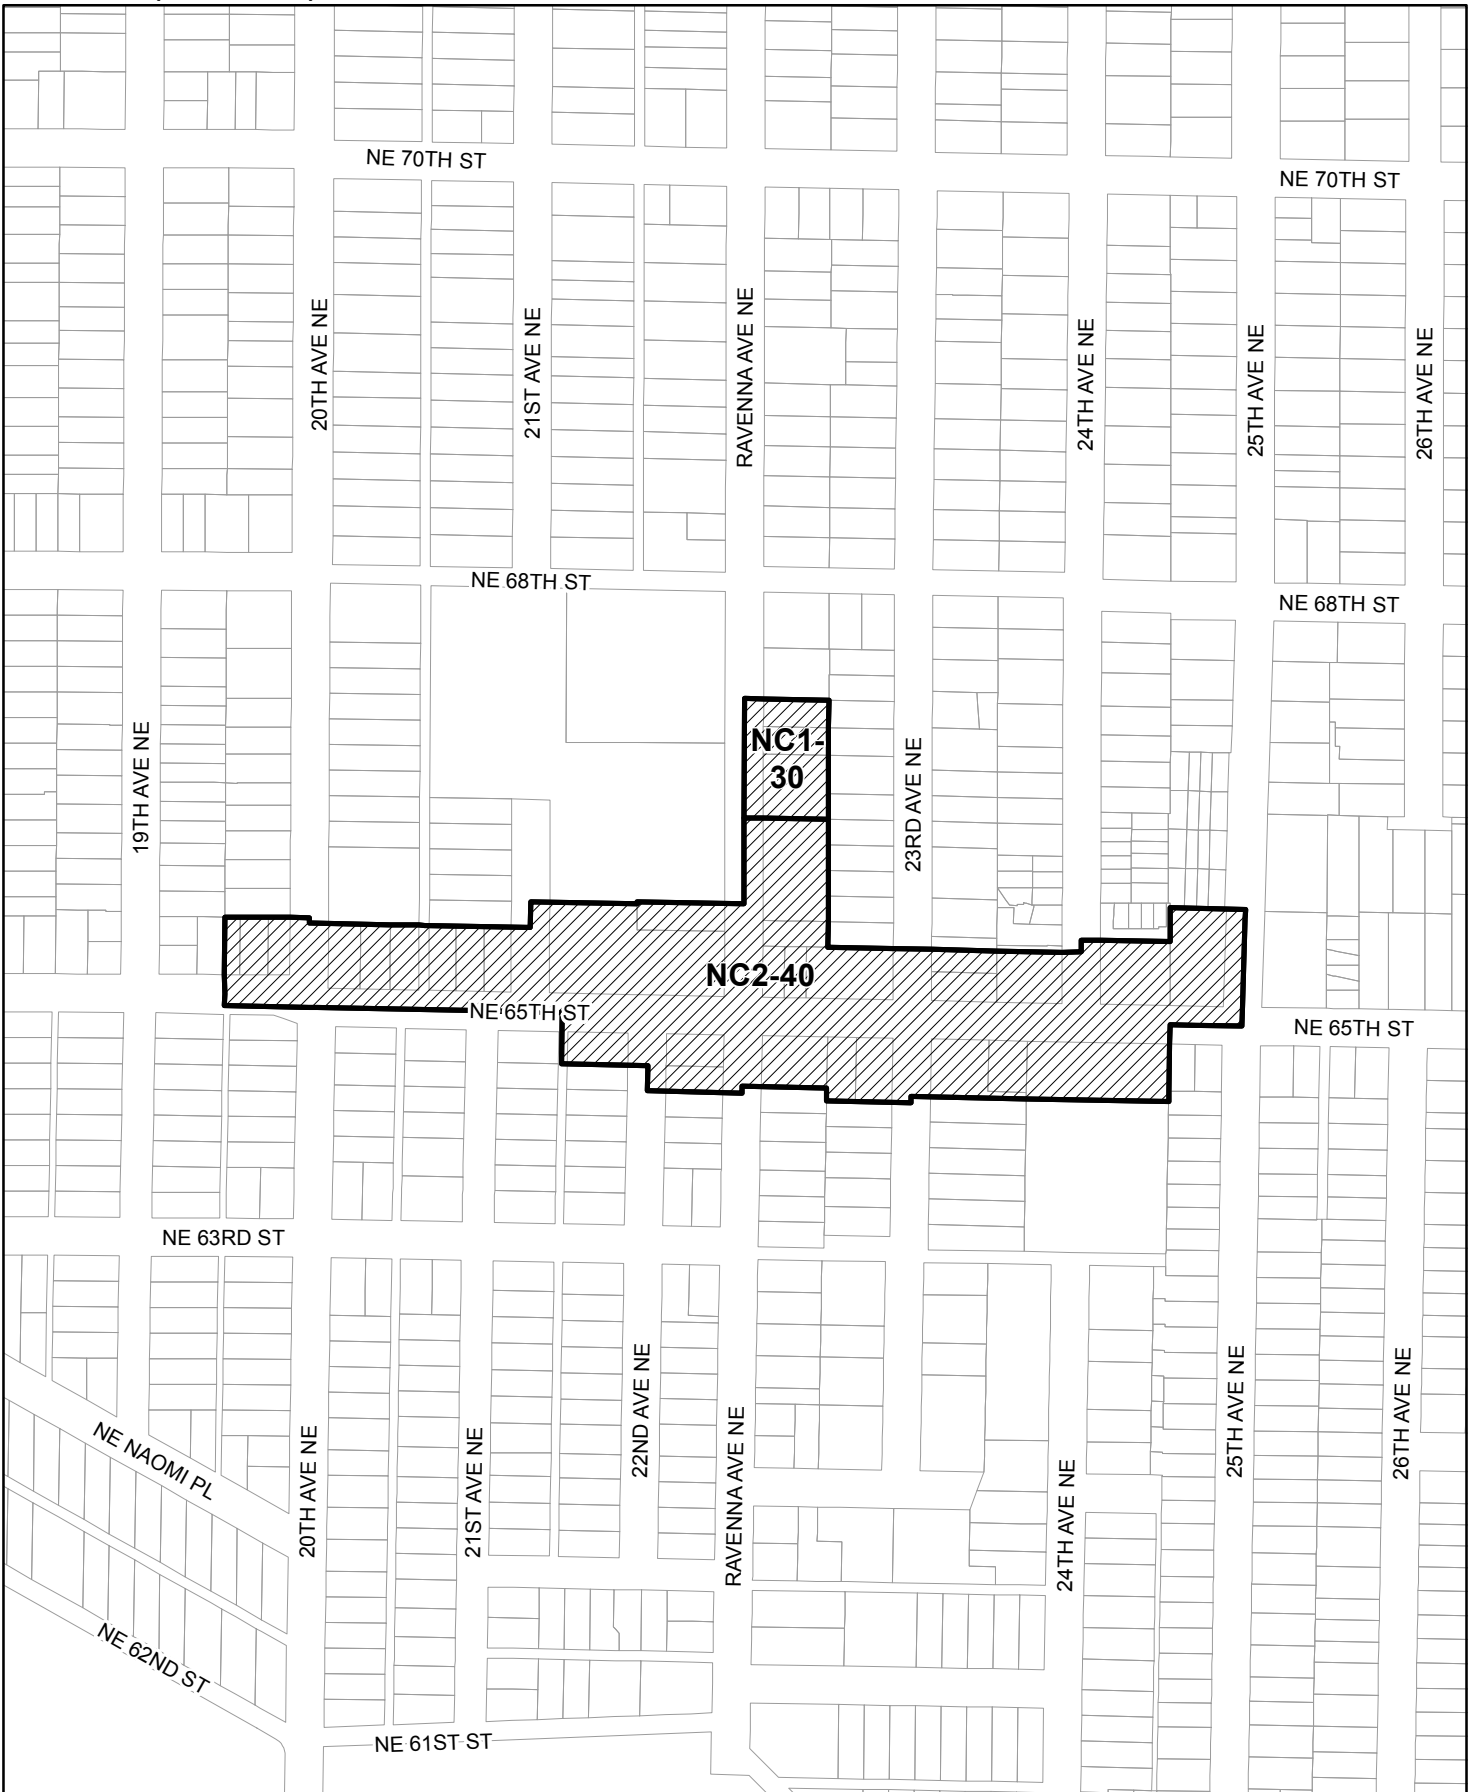 NE 70TH ST
NE 70TH ST
20TH AVE NE
21ST AVE NE
RAVENNA AVE NE
24TH AVE NE
25TH AVE NE
26TH AVE NE
NE 68TH ST
NE 68TH ST
19TH AVE NE
NC1-
30
23RD AVE NE
NC2-40
NE 65TH ST
NE 65TH ST
NE 63RD ST
NE NAOMI PL
20TH AVE NE
21ST AVE NE
22ND AVE NE
RAVENNA AVE NE
24TH AVE NE
25TH AVE NE
26TH AVE NE
NE 62ND ST
NE 61ST ST